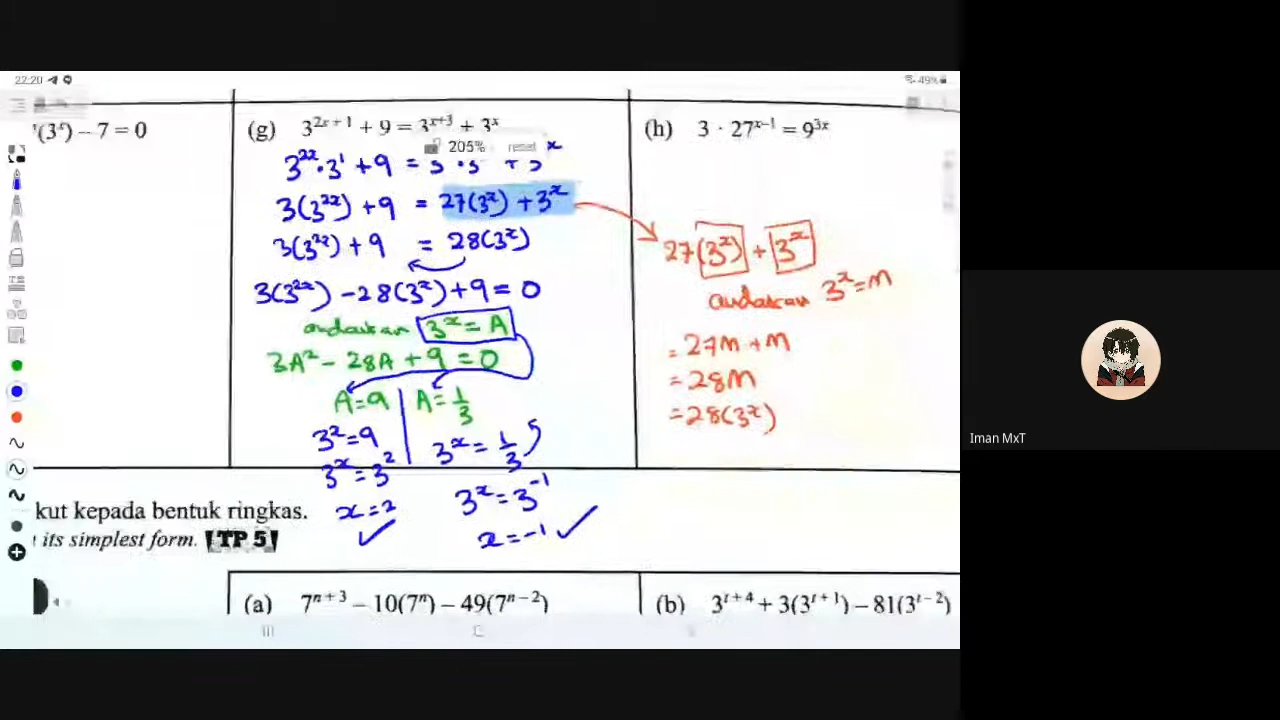 22:20
49%
(3ˣ) – 7 = 0
(g) 3²ˣ⁺¹ + 9 = 3ˣ⁺³ + 3ˣ
(h) 3 · 27ˣ⁻¹ = 9³ˣ
205% reset
3²ˣ · 3¹ + 9 =
3(3²ˣ) + 9 = 27(3ˣ) + 3ˣ
3(3²ˣ) + 9 = 28(3ˣ)
3(3²ˣ) – 28(3ˣ) + 9 = 0
andaikan 3ˣ = A
3A² – 28A + 9 = 0
A = 9
3ˣ = 9
3ˣ = 3²
x = 2
A = 1/3
3ˣ = 1/3
3ˣ = 3⁻¹
x = –1
27(3ˣ) + 3ˣ
andaikan 3ˣ = m
= 27m + m
= 28m
= 28(3ˣ)
kut kepada bentuk ringkas.
its simplest form. TP 5
(a) 7ⁿ⁺³ – 10(7ⁿ) – 49(7ⁿ⁻²)
(b) 3ᵗ⁺⁴ + 3(3ᵗ⁺¹) – 81(3ᵗ⁻²)
Iman MxT